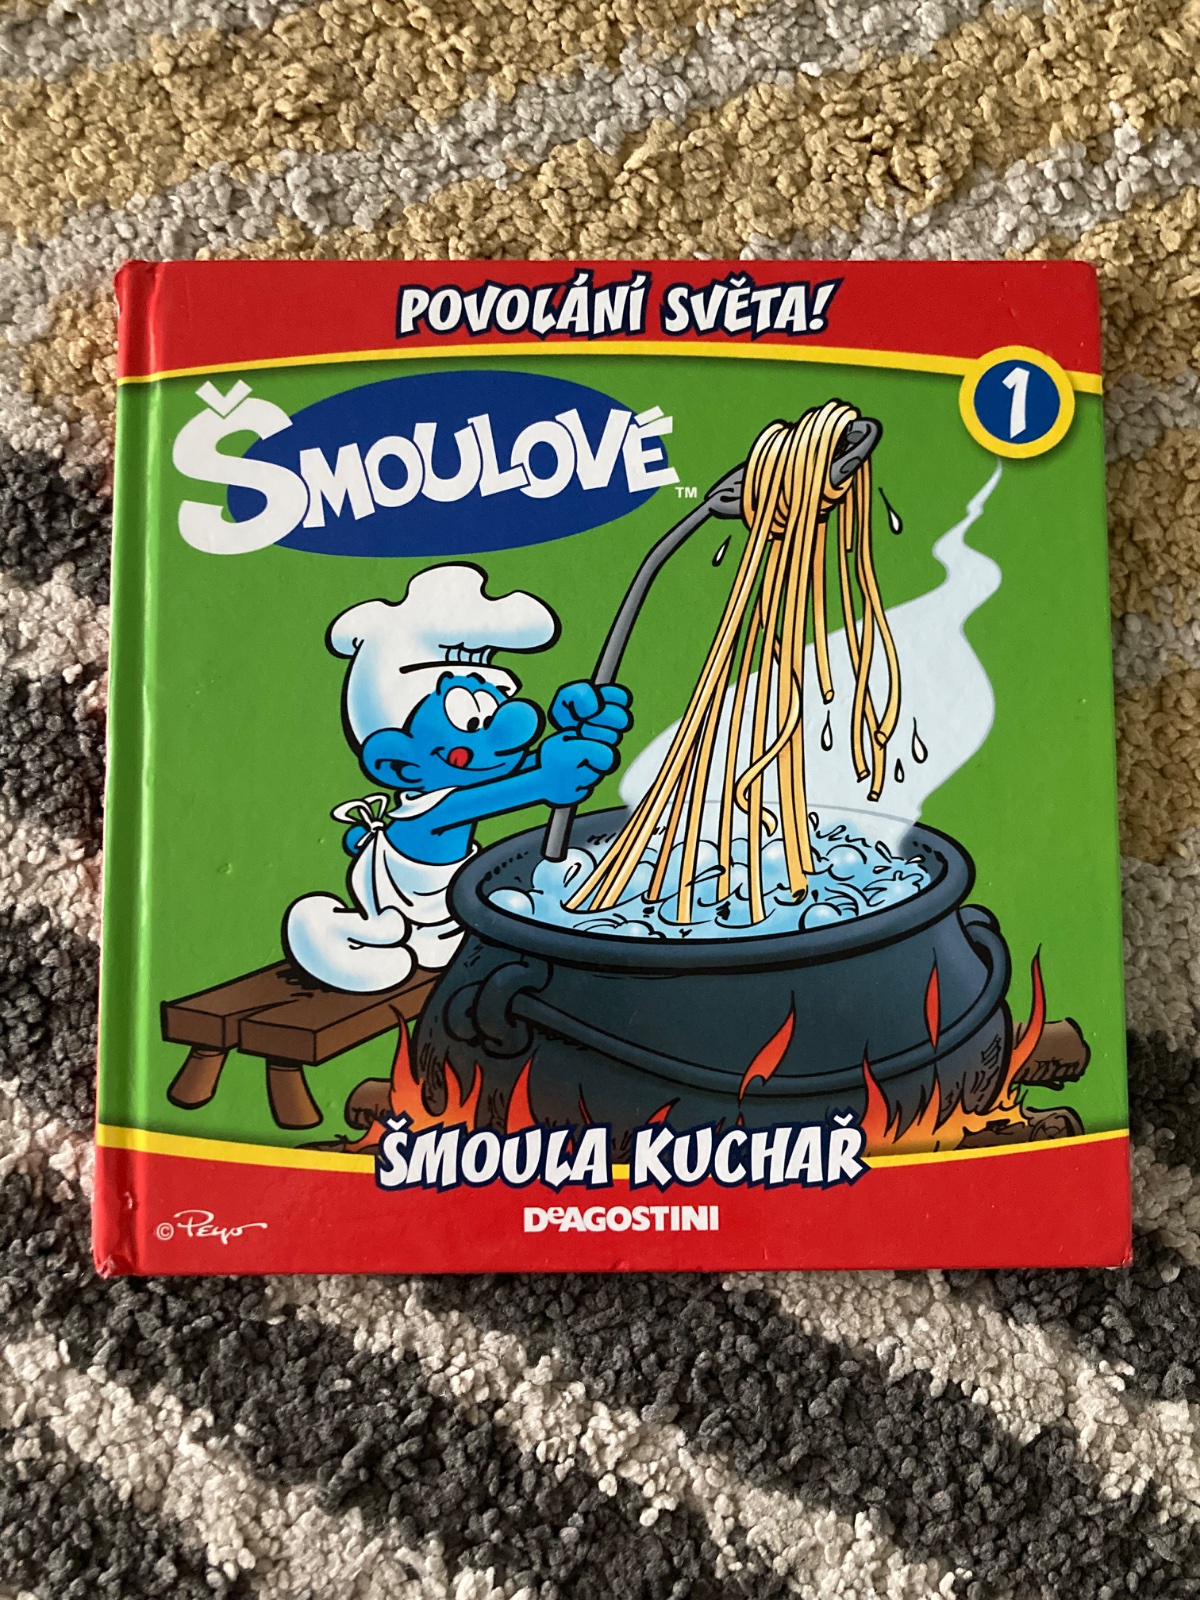 POVOLÁNÍ SVĚTA!
1
ŠMOULOVÉ™
ŠMOULA KUCHAŘ
© Peyo
DeAGOSTINI